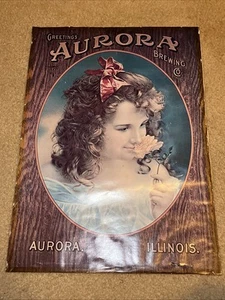 GREETINGS
AURORA
BREWING
CO.
AURORA, ILLINOIS.